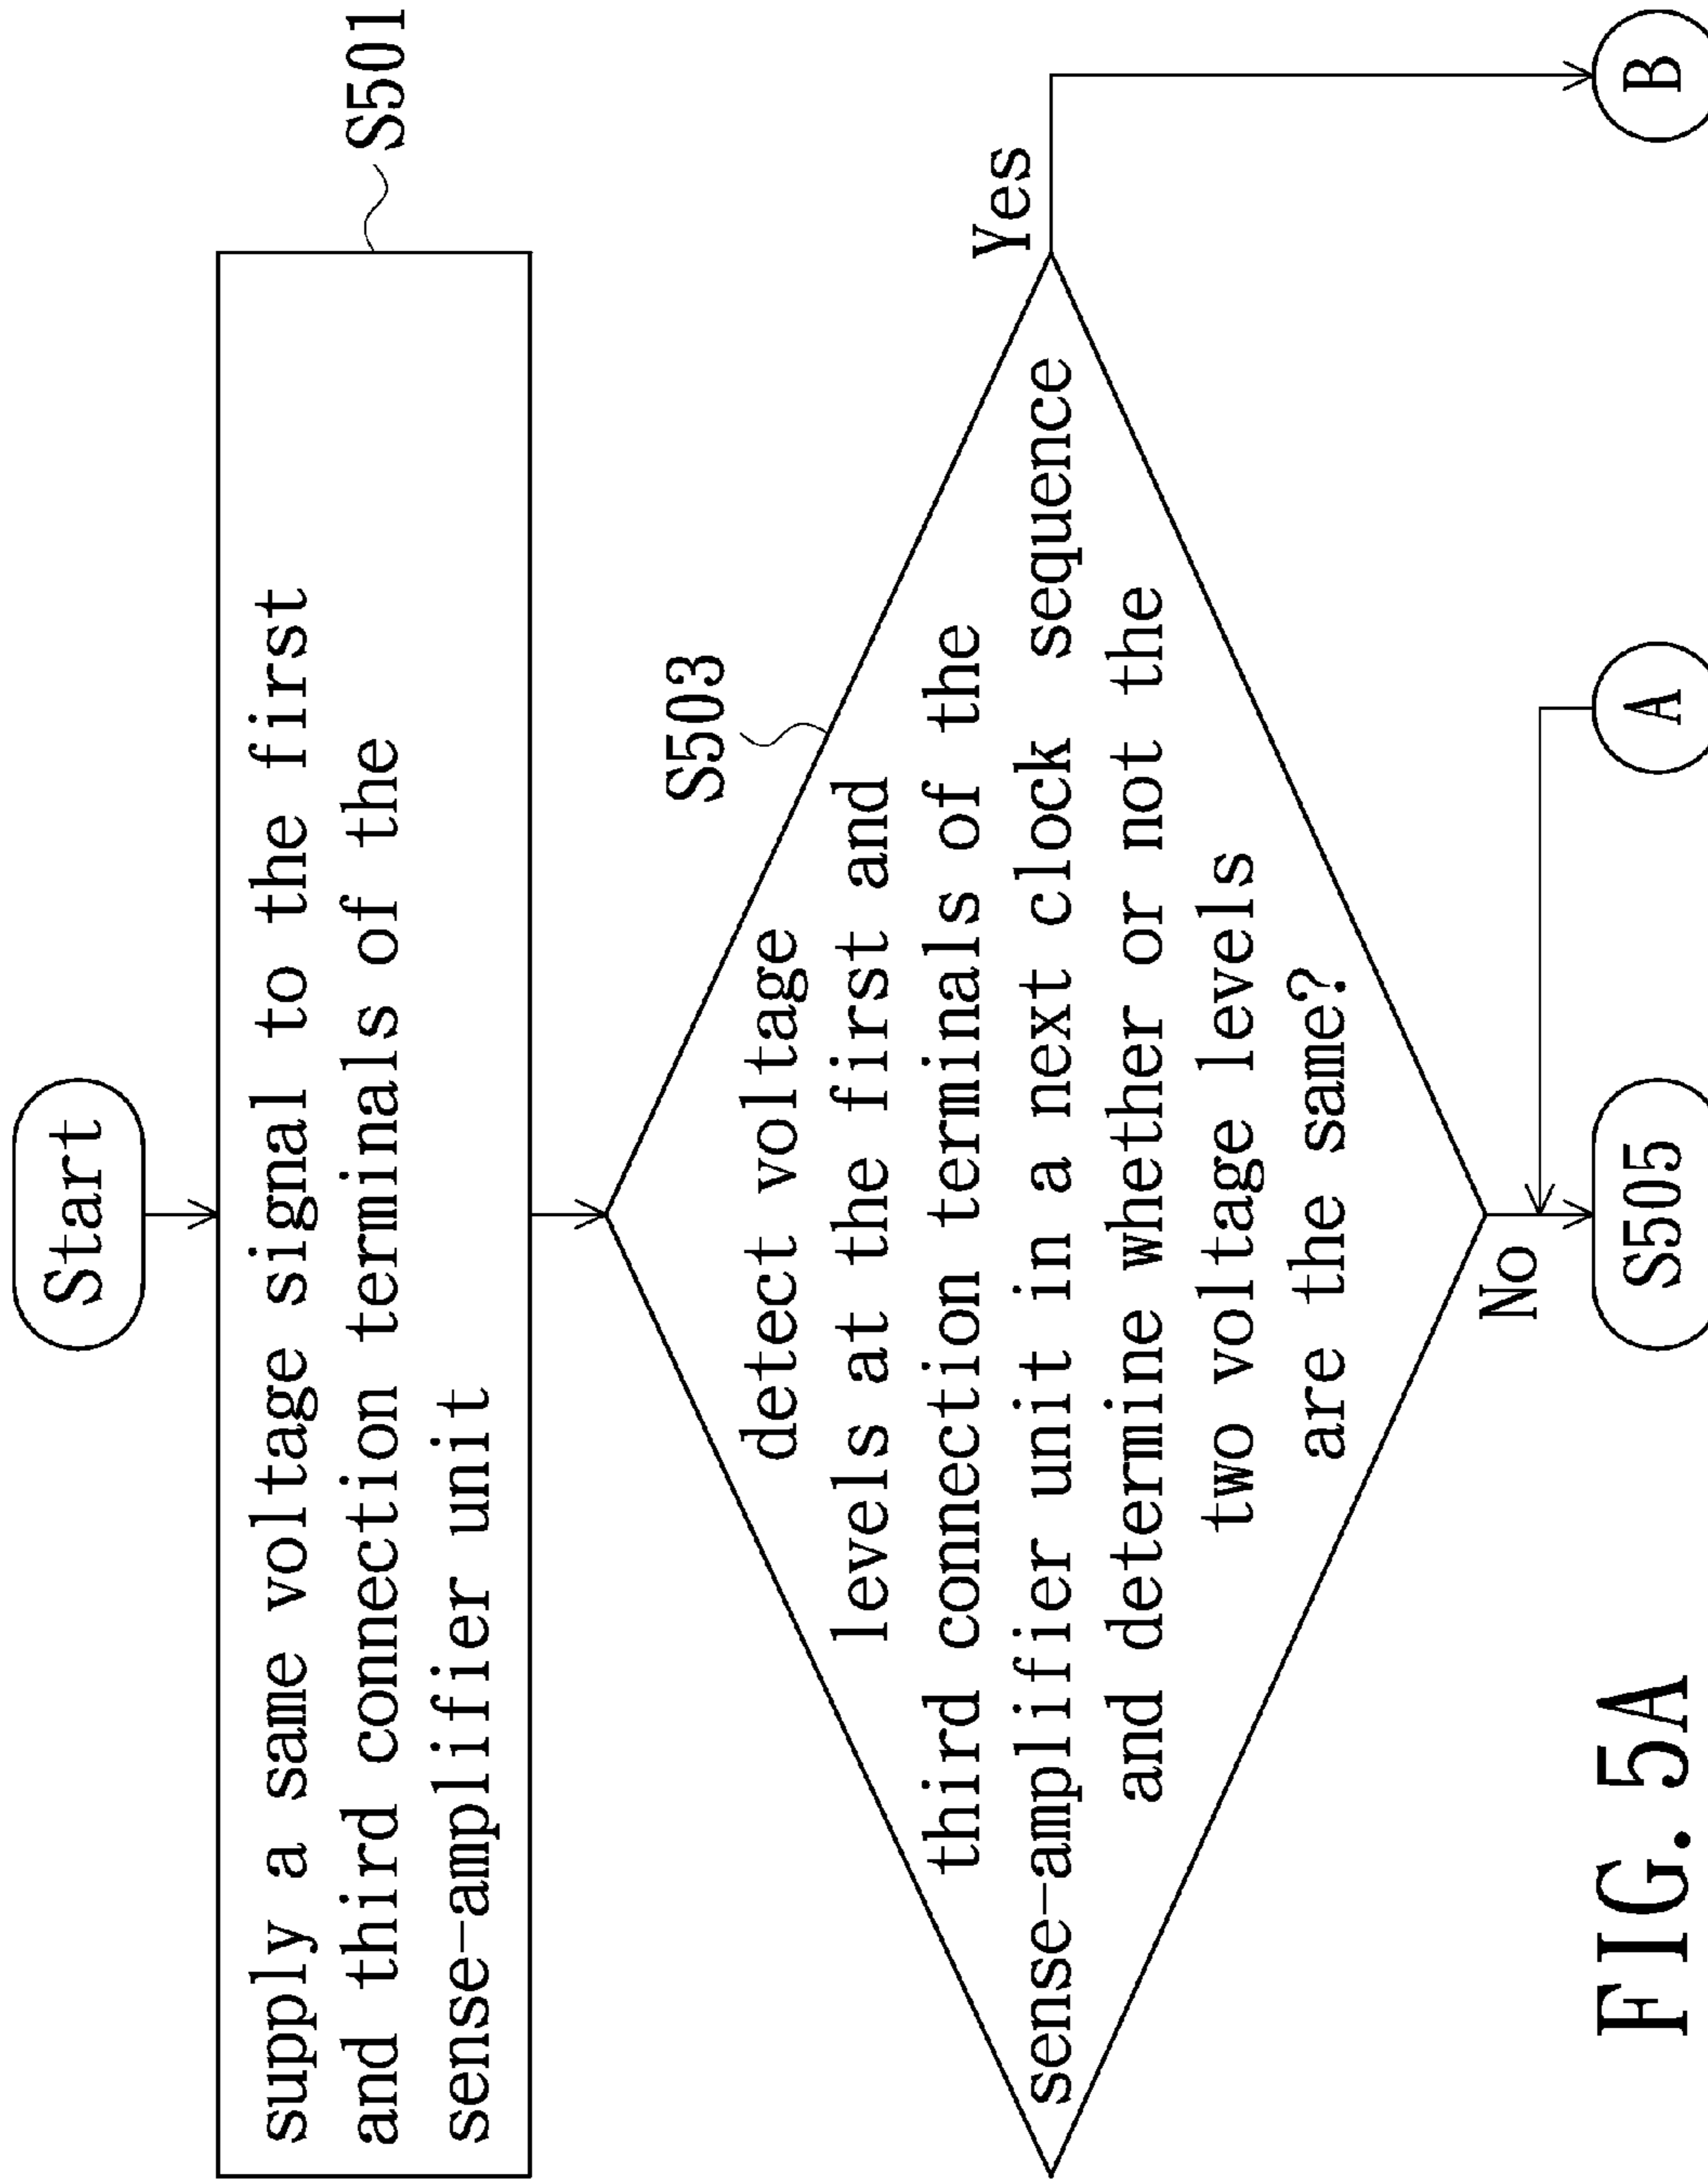 Start
S501
supply a same voltage signal to the first
and third connection terminals of the
sense-amplifier unit
S503
detect voltage
levels at the first and
third connection terminals of the
sense-amplifier unit in a next clock sequence
and determine whether or not the
two voltage levels
are the same?
Yes
No
S505
A
B
FIG. 5A